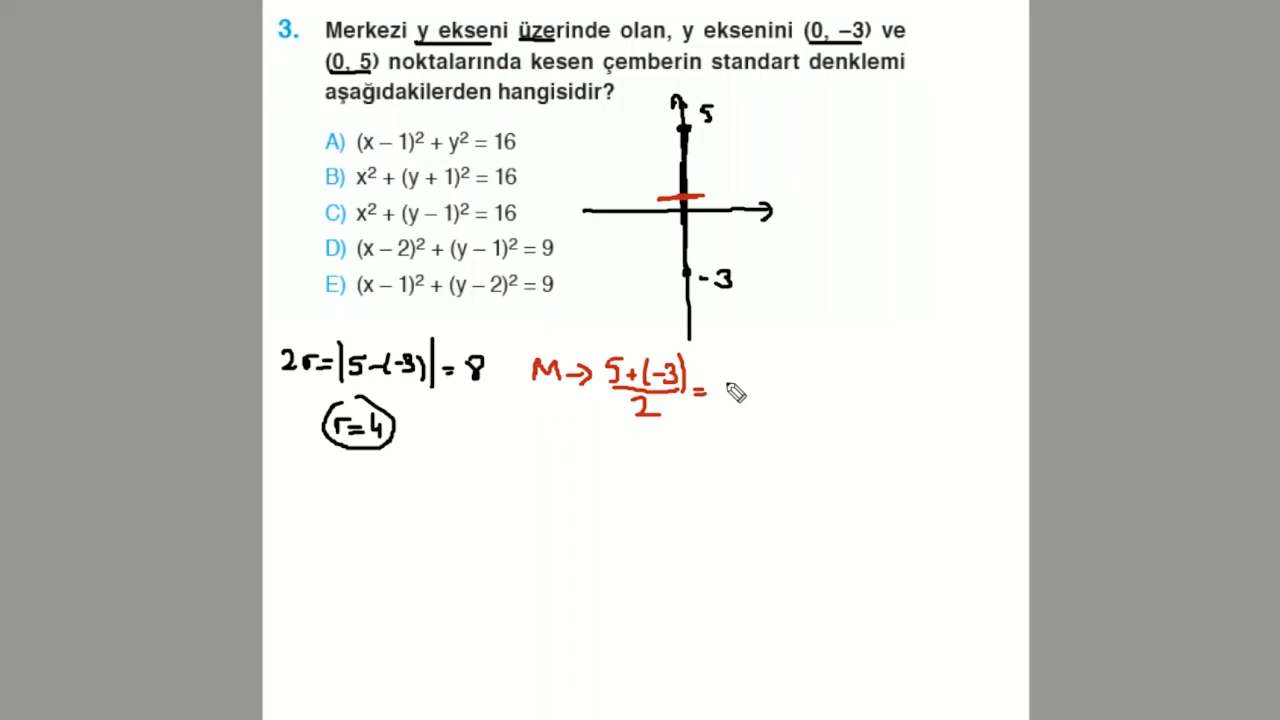 3. Merkezi y ekseni üzerinde olan, y eksenini (0, –3) ve
(0, 5) noktalarında kesen çemberin standart denklemi
aşağıdakilerden hangisidir?
A) (x – 1)² + y² = 16
B) x² + (y + 1)² = 16
C) x² + (y – 1)² = 16
D) (x – 2)² + (y – 1)² = 9
E) (x – 1)² + (y – 2)² = 9
5
-3
2r=|5-(-3)|=8
r=4
M→ 5+(-3)
2
=